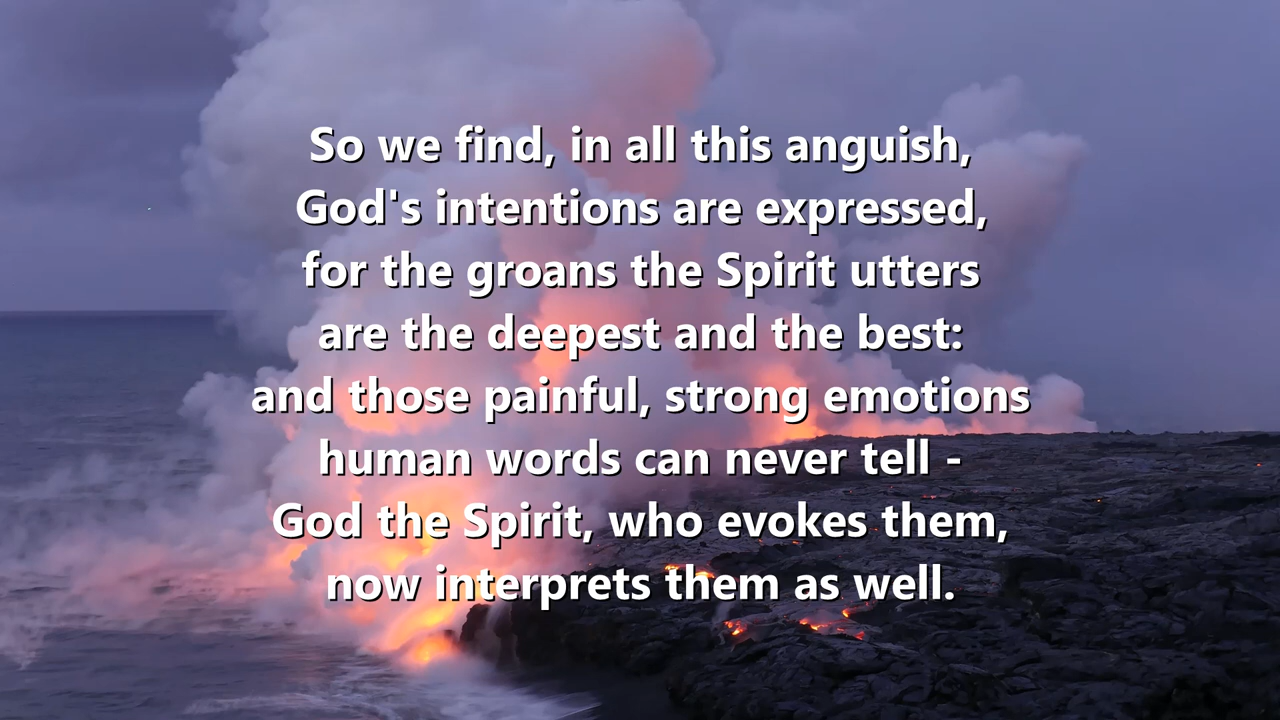 So we find, in all this anguish,
God's intentions are expressed,
for the groans the Spirit utters
are the deepest and the best:
and those painful, strong emotions
human words can never tell -
God the Spirit, who evokes them,
now interprets them as well.